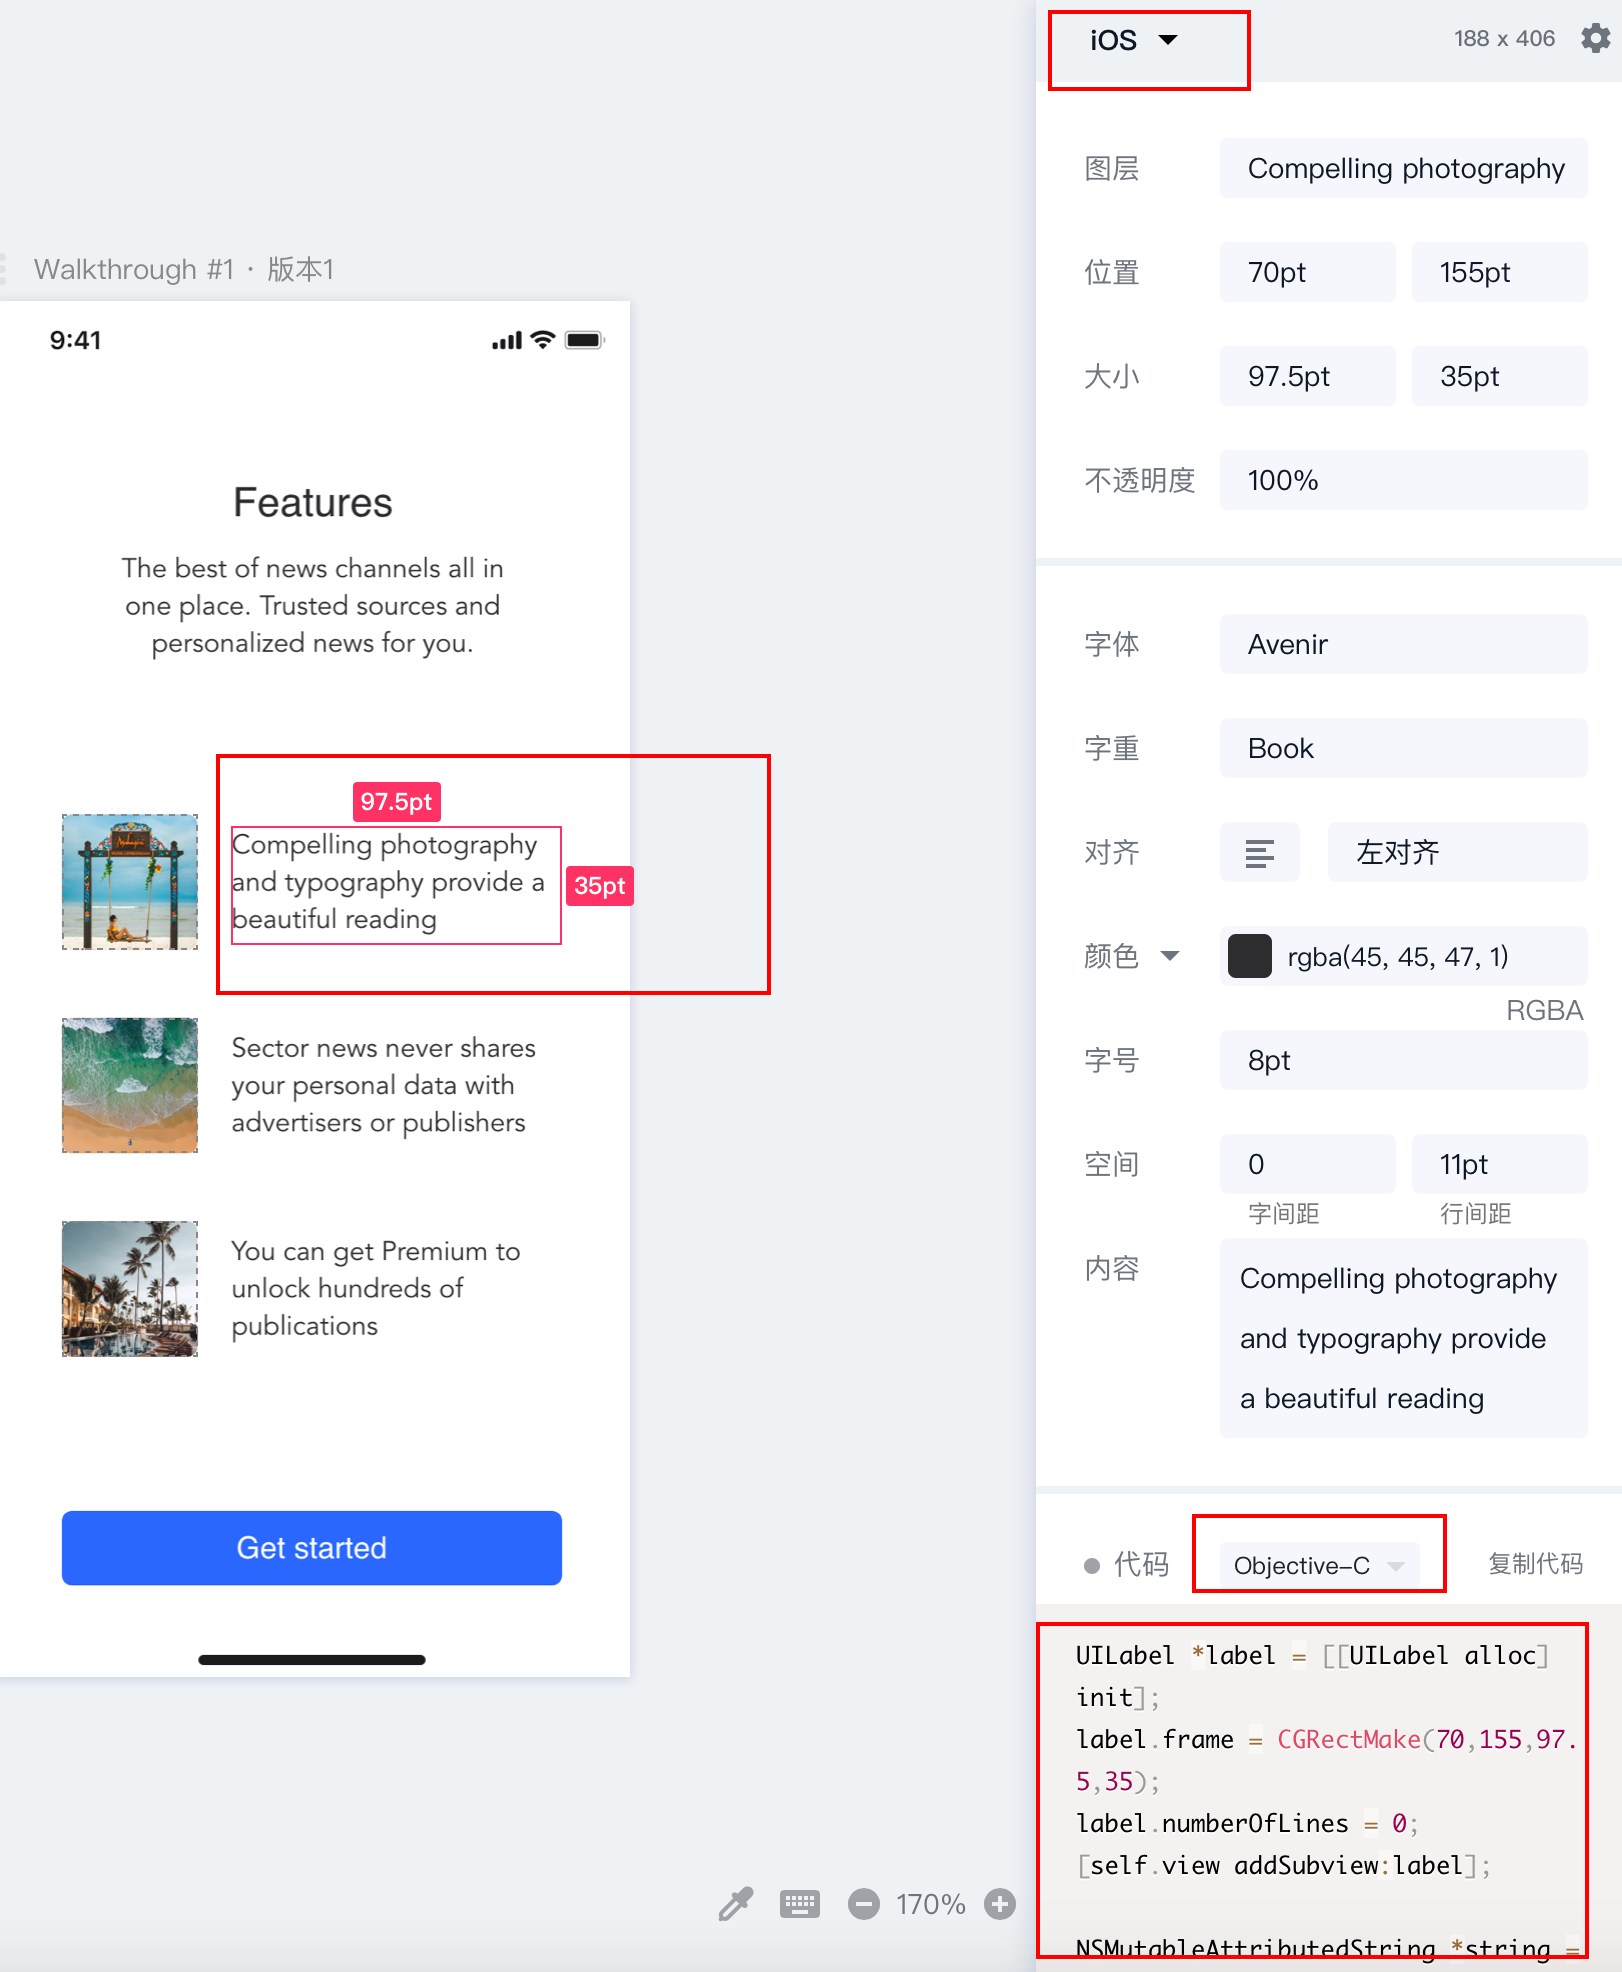 iOS
188 x 406
图层
Compelling photography
位置
70pt
155pt
大小
97.5pt
35pt
不透明度
100%
Walkthrough #1 · 版本1
9:41
Features
The best of news channels all in
one place. Trusted sources and
personalized news for you.
97.5pt
Compelling photography
and typography provide a
beautiful reading
35pt
Sector news never shares
your personal data with
advertisers or publishers
You can get Premium to
unlock hundreds of
publications
Get started
170%
字体
Avenir
字重
Book
对齐
左对齐
颜色
rgba(45, 45, 47, 1)
RGBA
字号
8pt
空间
0
11pt
字间距
行间距
内容
Compelling photography
and typography provide
a beautiful reading
代码
Objective-C
复制代码
UILabel *label = [[UILabel alloc]
init];
label.frame = CGRectMake(70,155,97.
5,35);
label.numberOfLines = 0;
[self.view addSubview:label];
NSMutableAttributedString *string =